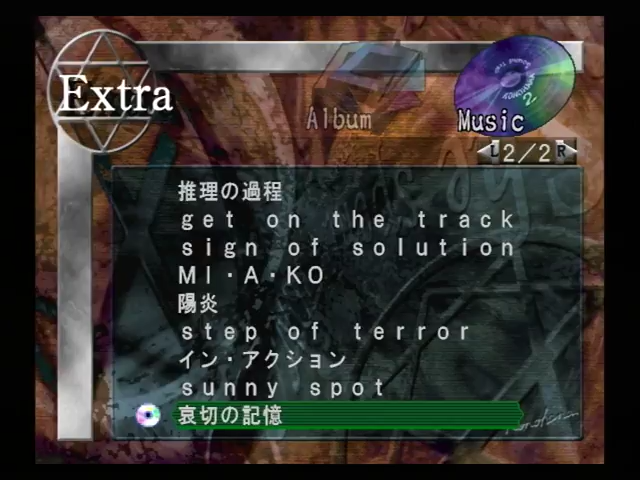 Extra
Album
Music
L 2/2 R
推理の過程
get on the track
sign of solution
MI・A・KO
陽炎
step of terror
イン・アクション
sunny spot
哀切の記憶